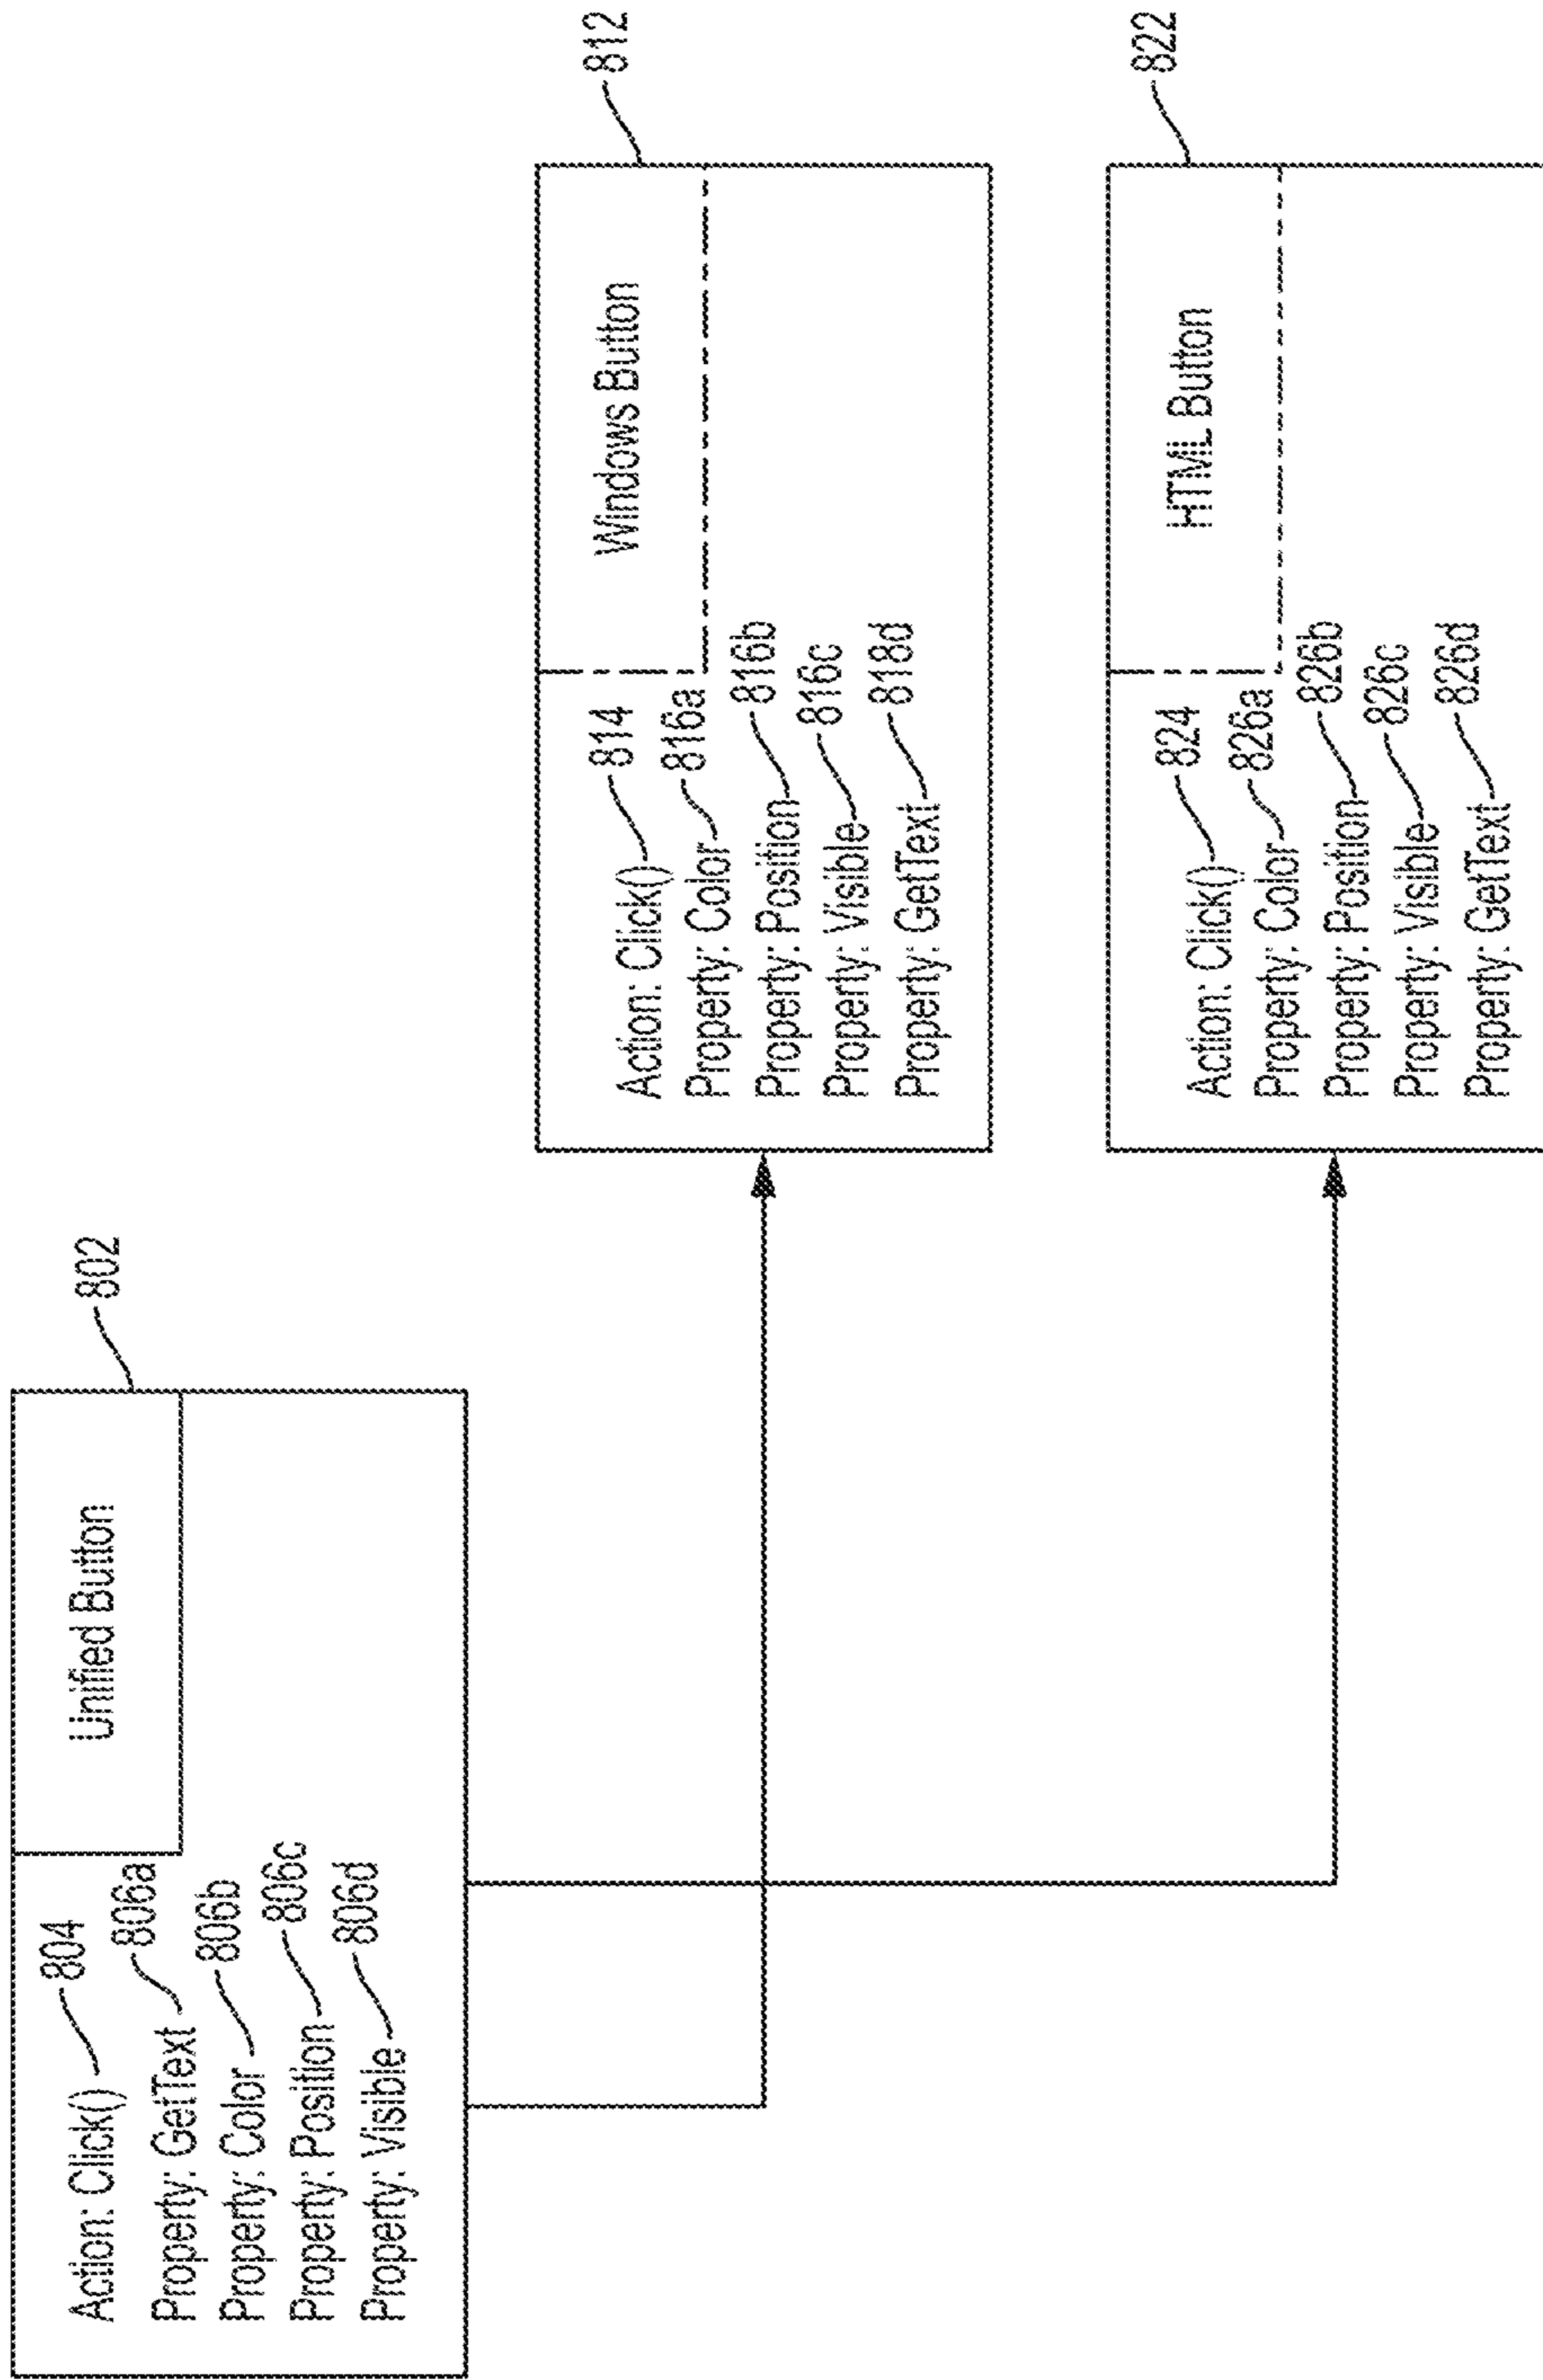 Unified Button
802
Action: Click() 804
Property: GetText 806a
Property: Color 806b
Property: Position 806c
Property: Visible 806d
Windows Button
812
Action: Click() 814
Property: Color 816a
Property: Position 816b
Property: Visible 816c
Property: GetText 818d
HTML Button
822
Action: Click() 824
Property: Color 826a
Property: Position 826b
Property: Visible 826c
Property: GetText 826d